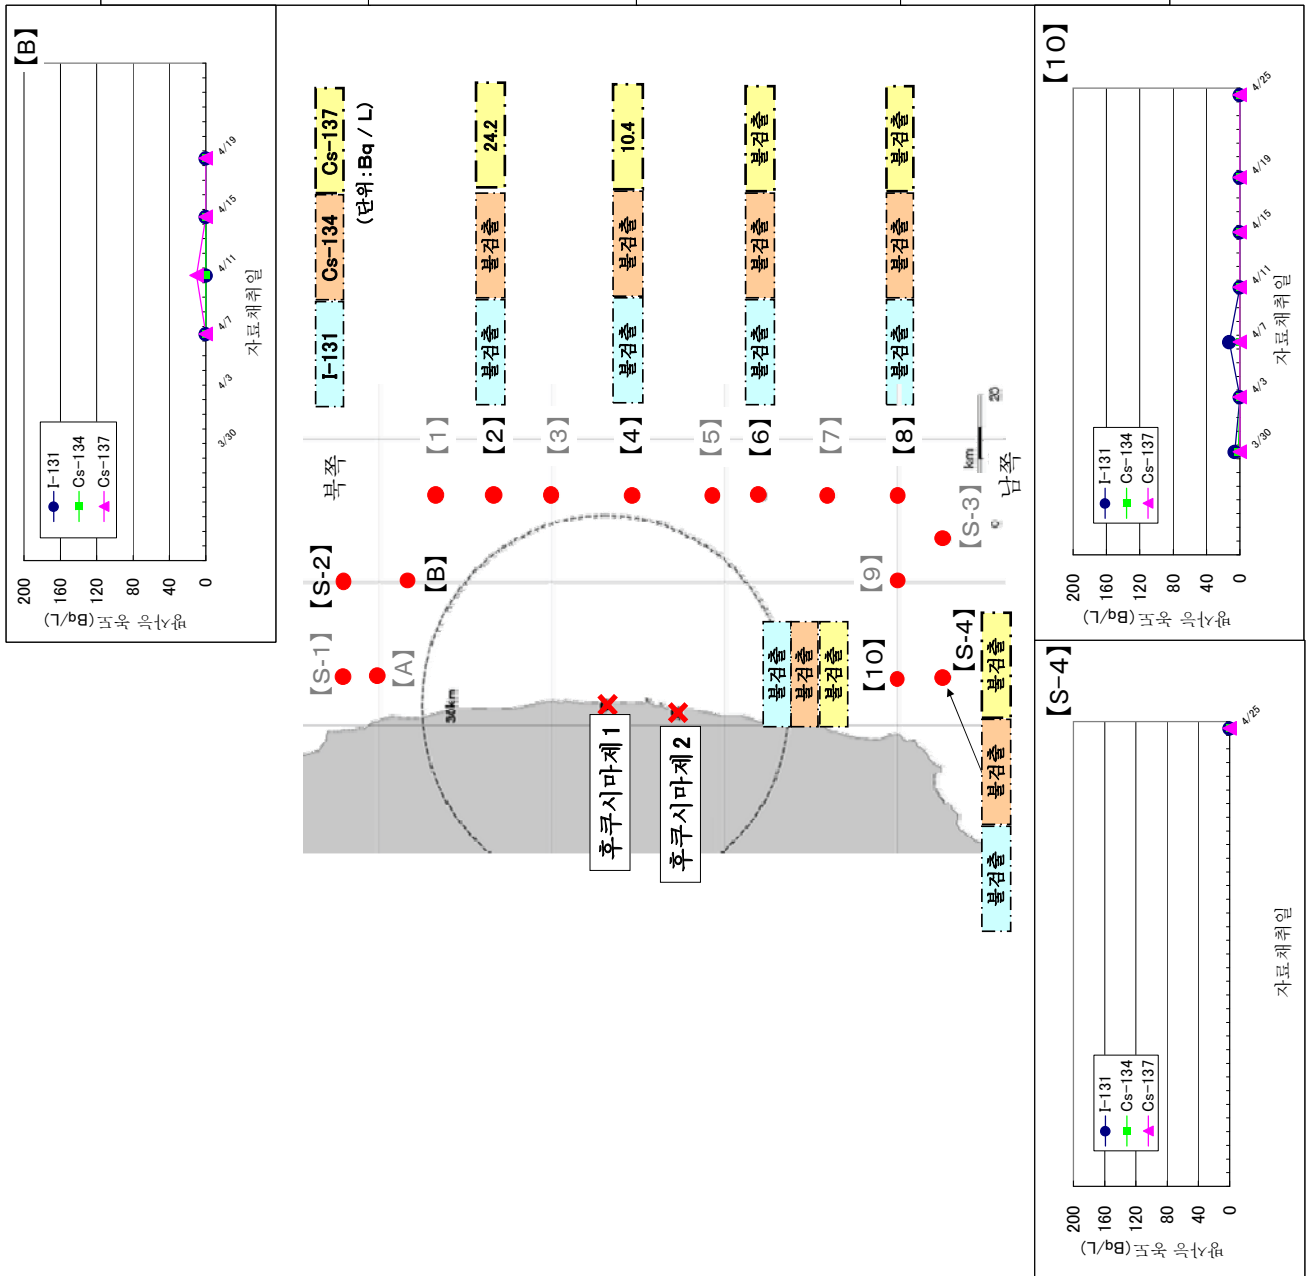 【B】
200
160
120
80
40
0
방사능 농도(Bq/L)
I-131
Cs-134
Cs-137
3/30
4/3
4/7
4/11
4/15
4/19
자료채취일
I-131 Cs-134 Cs-137
(단위:Bq / L)
북쪽
【1】
【2】 불검출 불검출 24.2
【3】
【4】 불검출 불검출 10.4
【5】
【6】 불검출 불검출 불검출
【7】
【8】 불검출 불검출 불검출
남쪽
km
0
20
【S-1】
【S-2】
【A】
【B】
30km
후쿠시마제1
후쿠시마제2
【9】
【S-3】
【10】
불검출
불검출
불검출
【S-4】
불검출 불검출 불검출
【S-4】
200
160
120
80
40
0
방사능 농도(Bq/L)
I-131
Cs-134
Cs-137
4/25
자료채취일
【10】
200
160
120
80
40
0
방사능 농도(Bq/L)
I-131
Cs-134
Cs-137
3/30
4/3
4/7
4/11
4/15
4/19
4/25
자료채취일